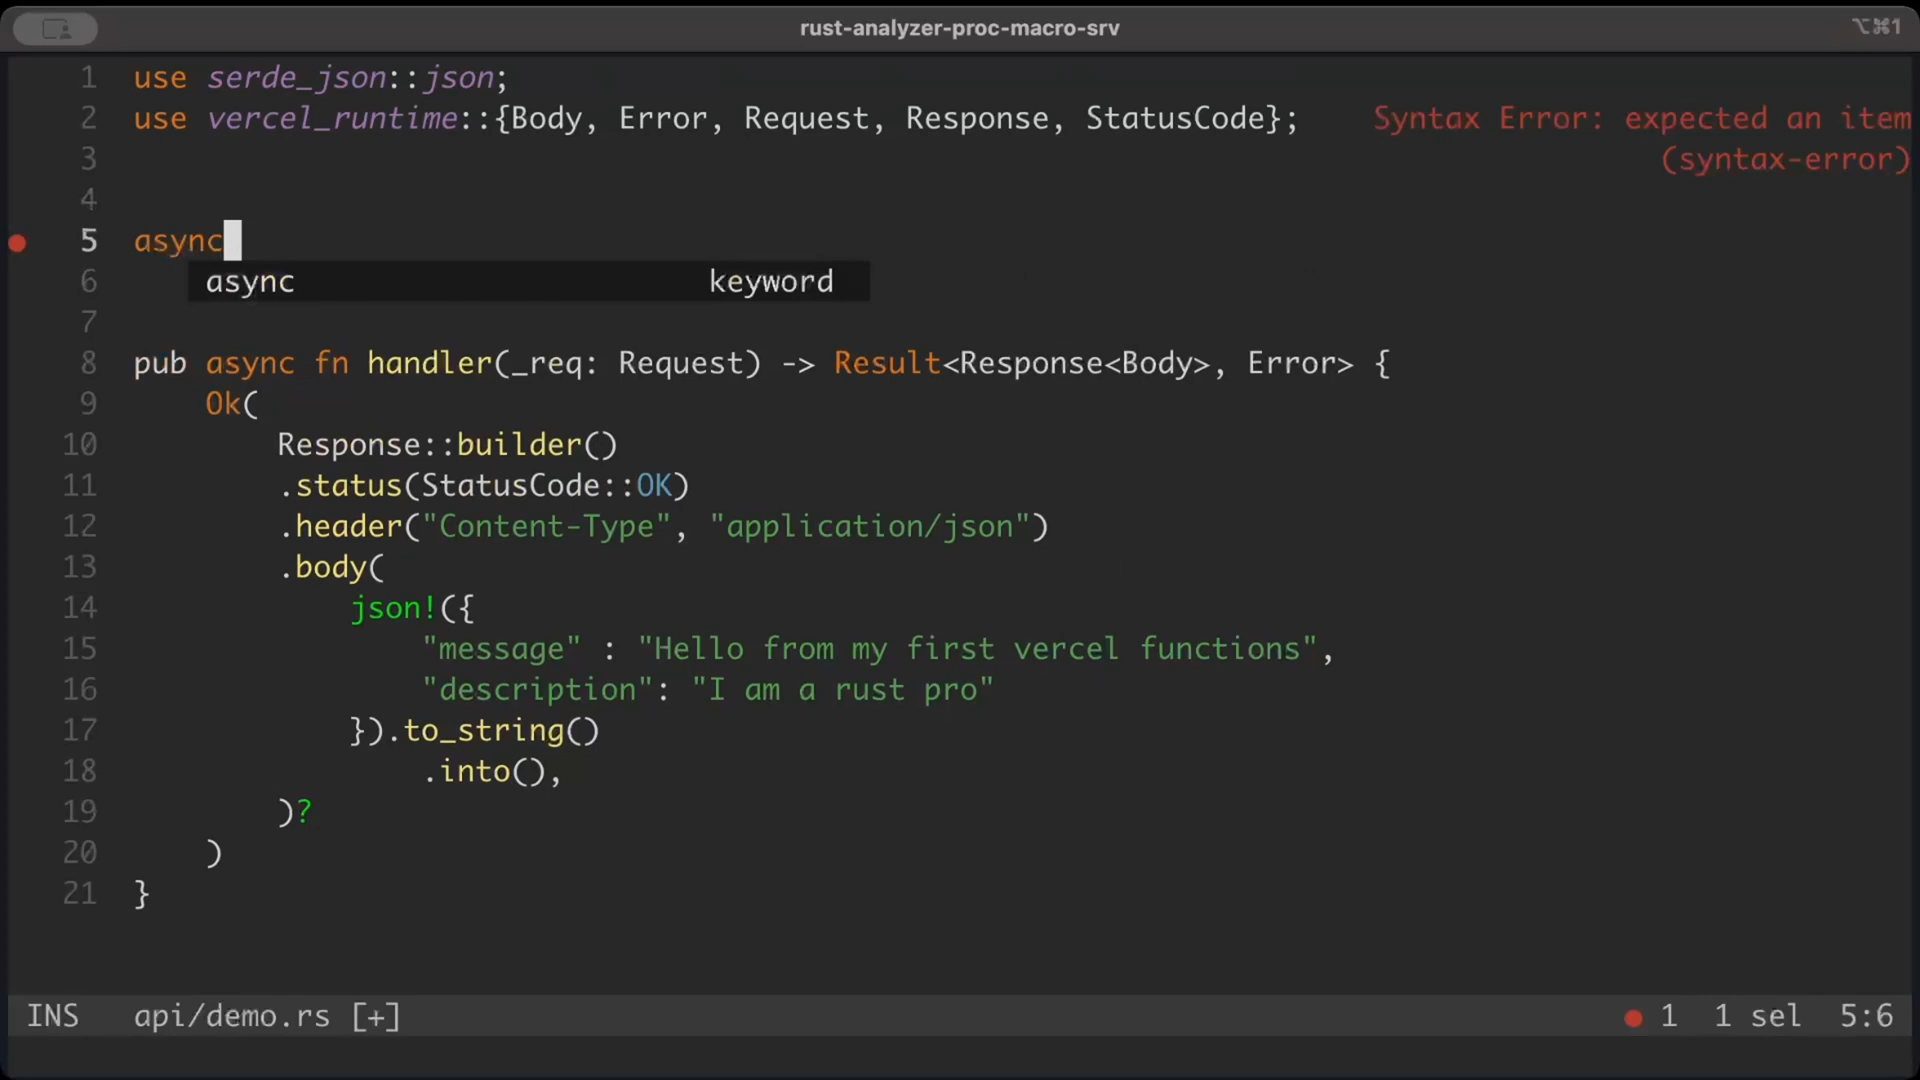 rust-analyzer-proc-macro-srv
⌥⌘1
1 use serde_json::json;
2 use vercel_runtime::{Body, Error, Request, Response, StatusCode}; Syntax Error: expected an item
3 (syntax-error)
4
5 async
6 async keyword
7
8 pub async fn handler(_req: Request) -> Result<Response<Body>, Error> {
9 Ok(
10 Response::builder()
11 .status(StatusCode::OK)
12 .header("Content-Type", "application/json")
13 .body(
14 json!({
15 "message" : "Hello from my first vercel functions",
16 "description": "I am a rust pro"
17 }).to_string()
18 .into(),
19 )?
20 )
21 }
INS api/demo.rs [+] ● 1 1 sel 5:6